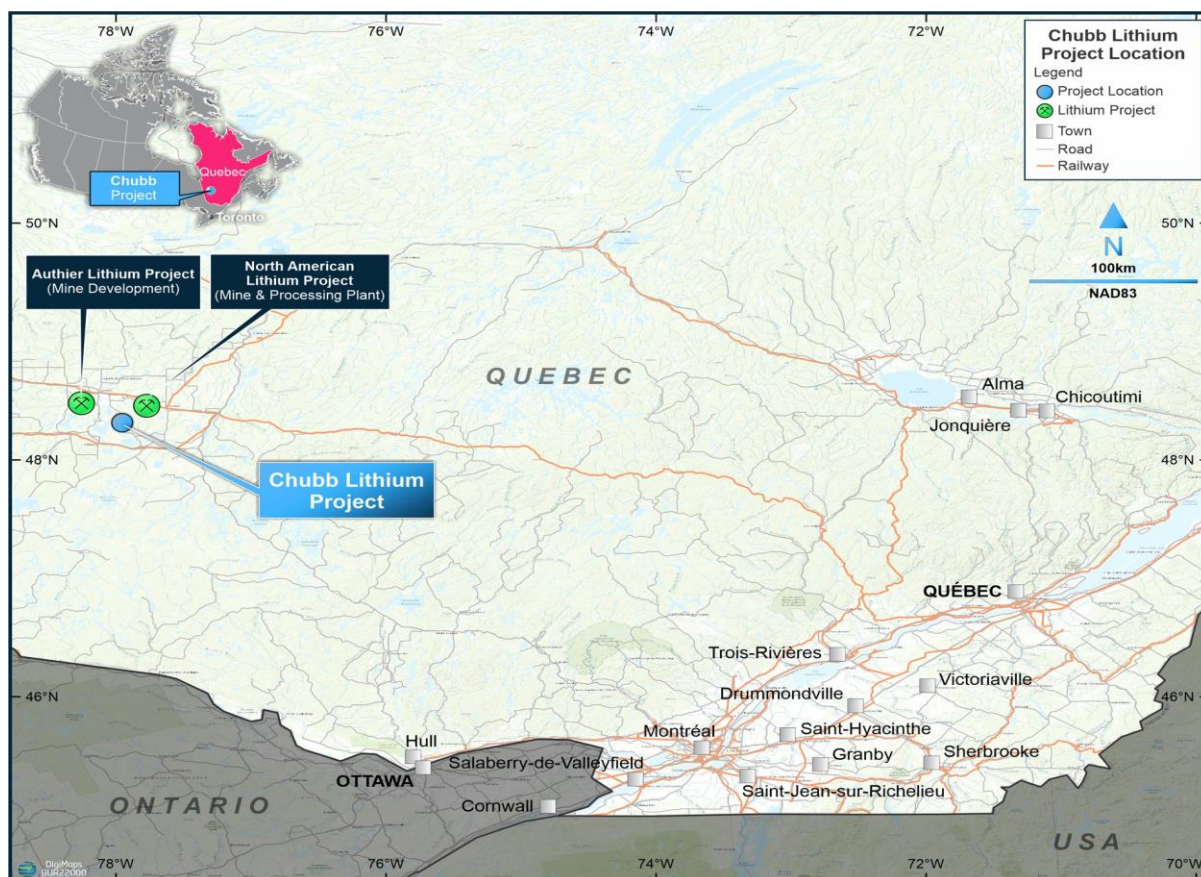 78°W
76°W
74°W
72°W
Chubb Lithium
Project Location
Legend
Project Location
Lithium Project
Town
Road
Railway
Quebec
Chubb
Project
Toronto
50°N
50°N
N
100km
NAD83
Authier Lithium Project
(Mine Development)
North American
Lithium Project
(Mine & Processing Plant)
QUEBEC
Alma
Chicoutimi
Jonquière
48°N
48°N
Chubb Lithium
Project
QUÉBEC
Trois-Rivières
46°N
46°N
Victoriaville
Drummondville
Montréal
Saint-Hyacinthe
Hull
Granby
Sherbrooke
Salaberry-de-Valleyfield
OTTAWA
Saint-Jean-sur-Richelieu
ONTARIO
Cornwall
USA
DigiMaps
BUR22000
78°W
76°W
74°W
72°W
70°W